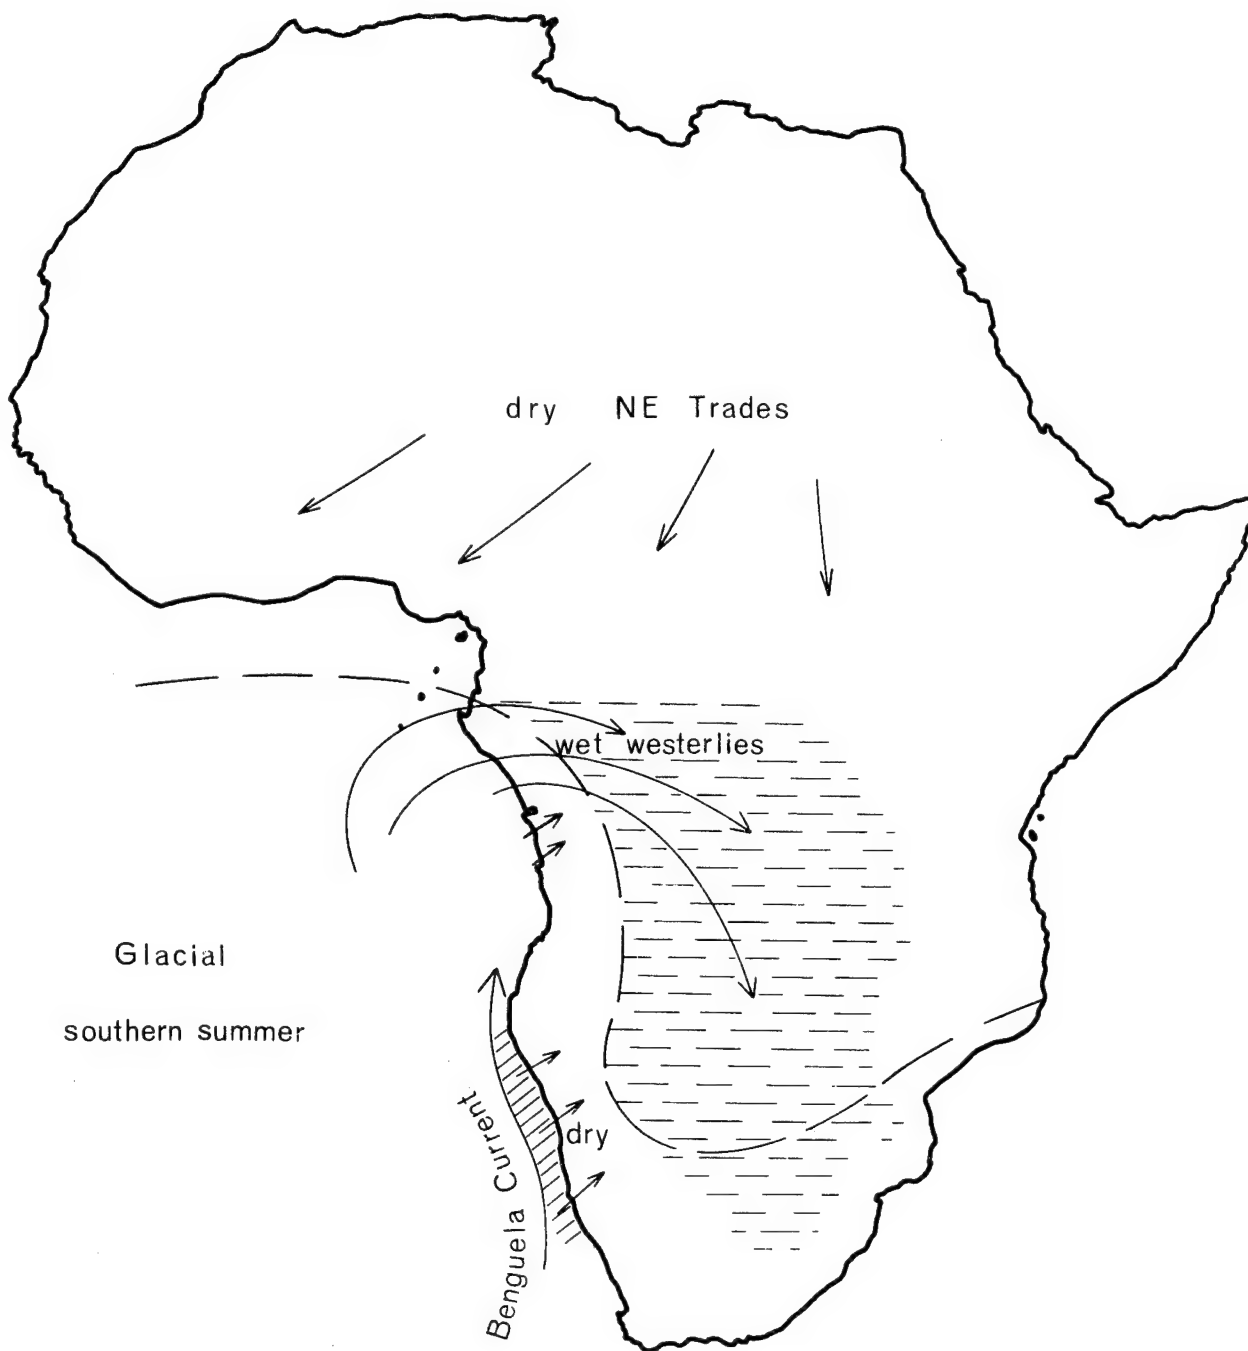 dry NE Trades
wet westerlies
Glacial
southern summer
Benguela Current
dry